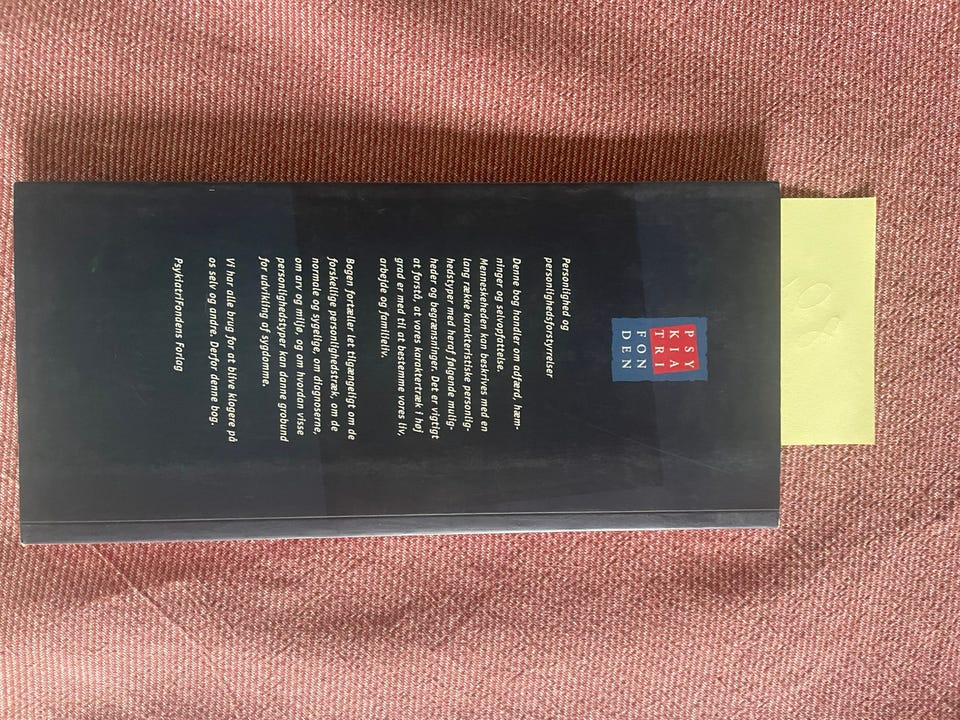 PSY
KIA
TRI
FON
DEN
Personlighed og
personlighedsforstyrrelser
Denne bog handler om adfærd, hæm-
ninger og selvopfattelse.
Menneskeheden kan beskrives med en
lang række karakteristiske personlig-
hedstyper med heraf følgende mulig-
heder og begrænsninger. Det er vigtigt
at forstå, at vores karaktertræk i høj
grad er med til at bestemme vores liv,
arbejde og familieliv.
Bogen fortæller let tilgængeligt om de
forskellige personlighedstræk, om de
normale og sygelige, om diagnoserne,
om arv og miljø, og om hvordan visse
personlighedstyper kan danne grobund
for udvikling af sygdomme.
Vi har alle brug for at blive klogere på
os selv og andre. Derfor denne bog.
PsykiatriFondens Forlag